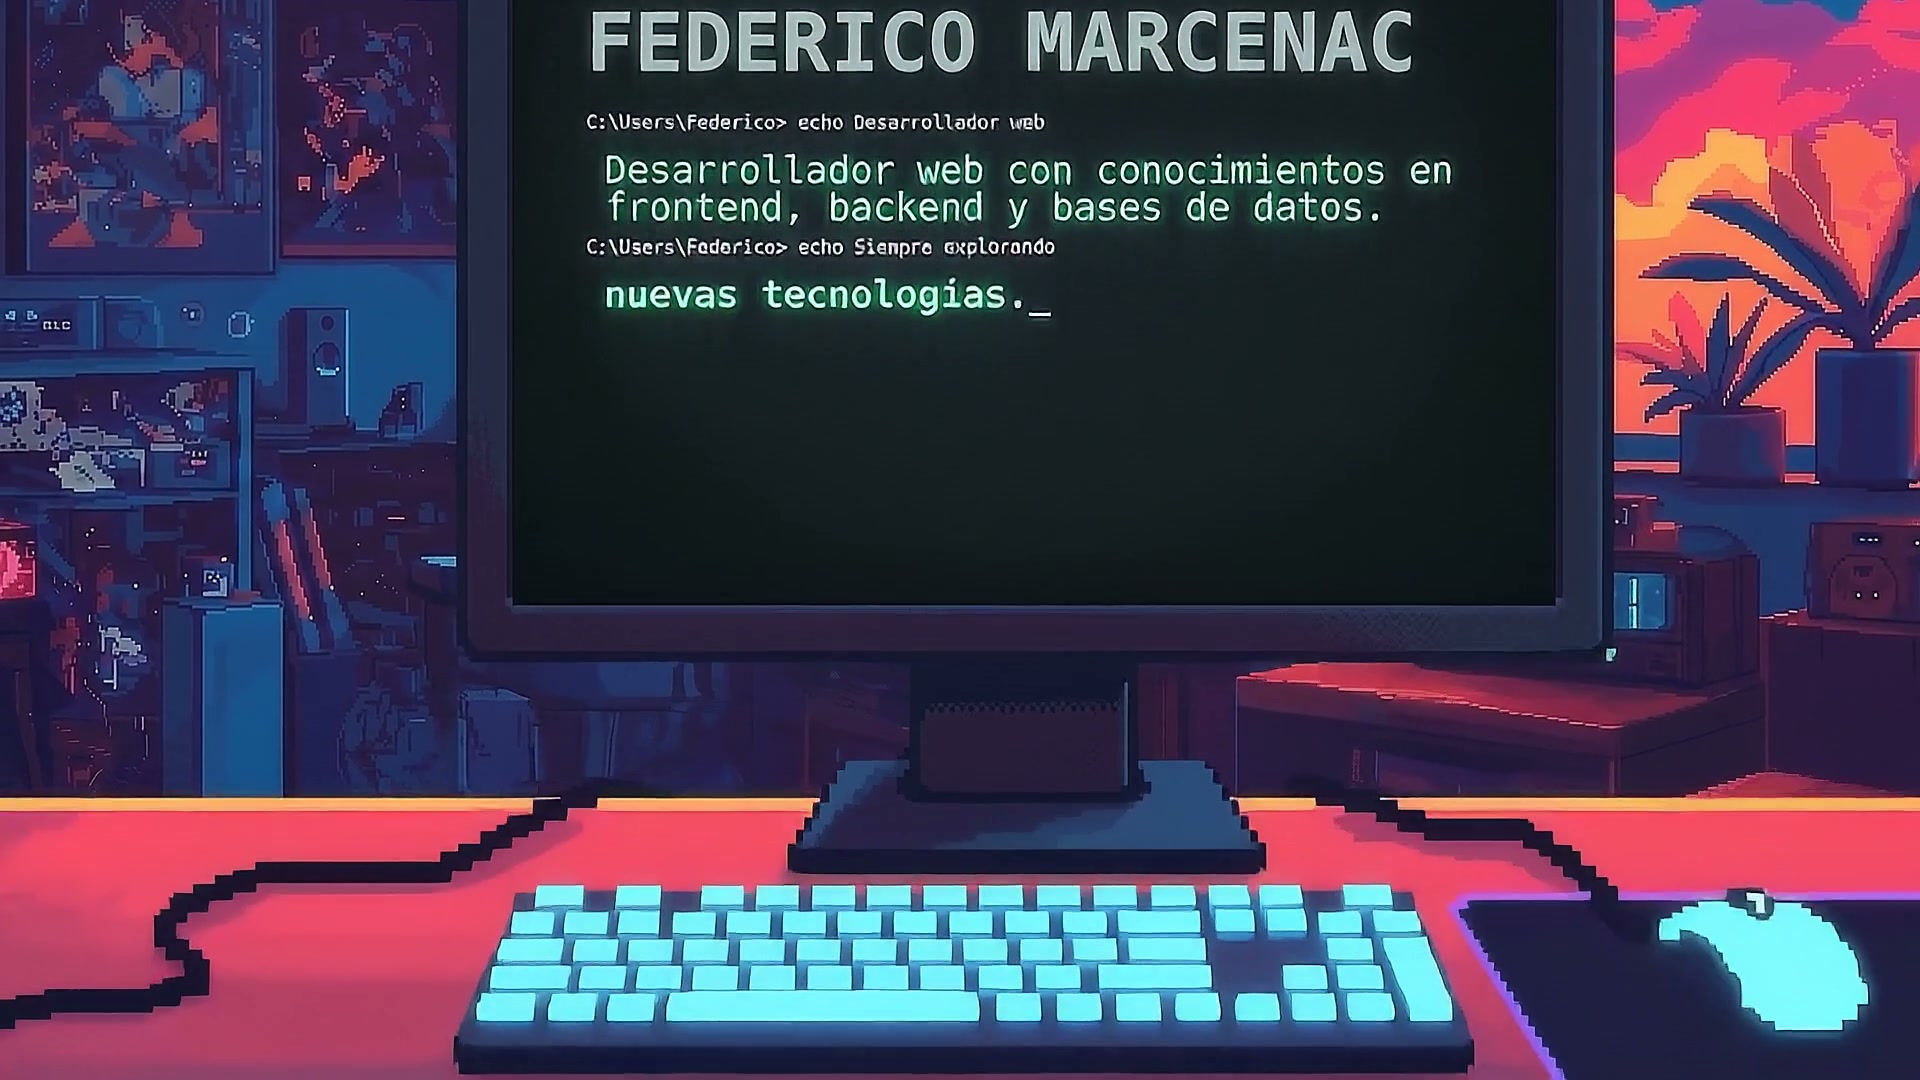 FEDERICO MARCENAC
C:\Users\Federico> echo Desarrollador web
Desarrollador web con conocimientos en
frontend, backend y bases de datos.
C:\Users\Federico> echo Siempre explorando
nuevas tecnologías._